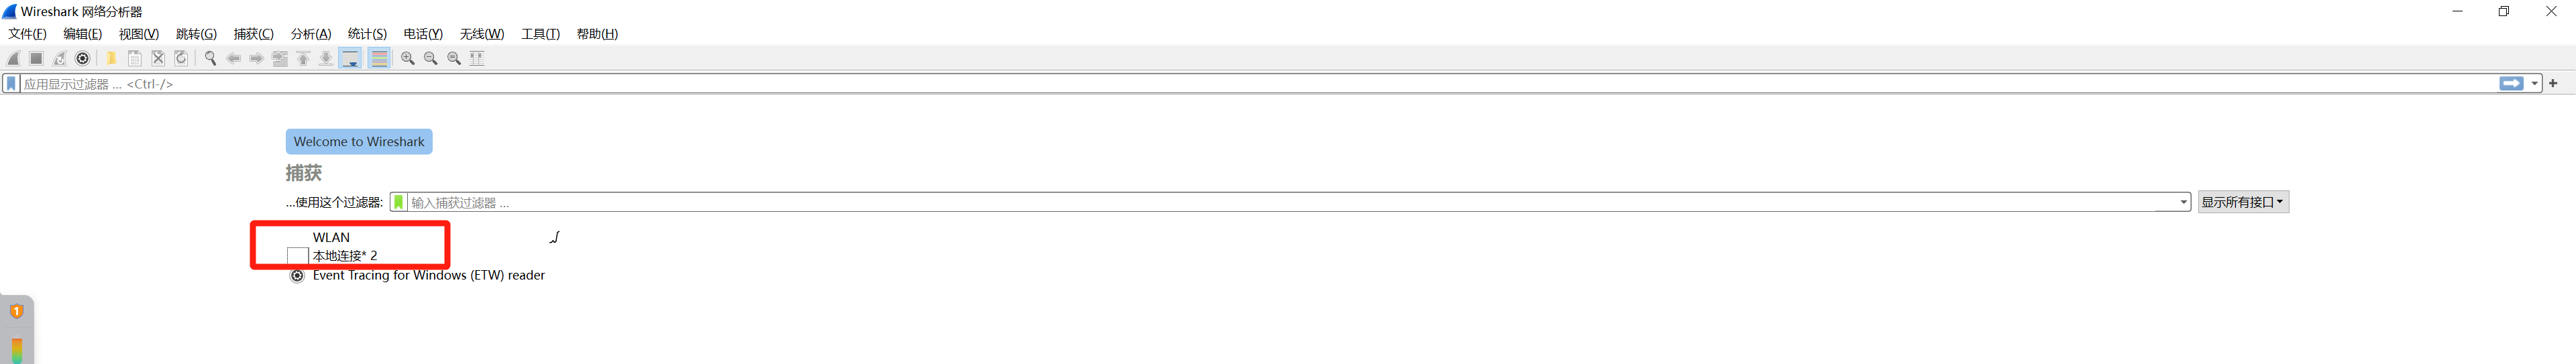 Wireshark 网络分析器
文件(F) 编辑(E) 视图(V) 跳转(G) 捕获(C) 分析(A) 统计(S) 电话(Y) 无线(W) 工具(T) 帮助(H)
应用显示过滤器 … <Ctrl-/>
Welcome to Wireshark
捕获
…使用这个过滤器: 输入捕获过滤器 … 显示所有接口
WLAN
本地连接* 2
Event Tracing for Windows (ETW) reader
1